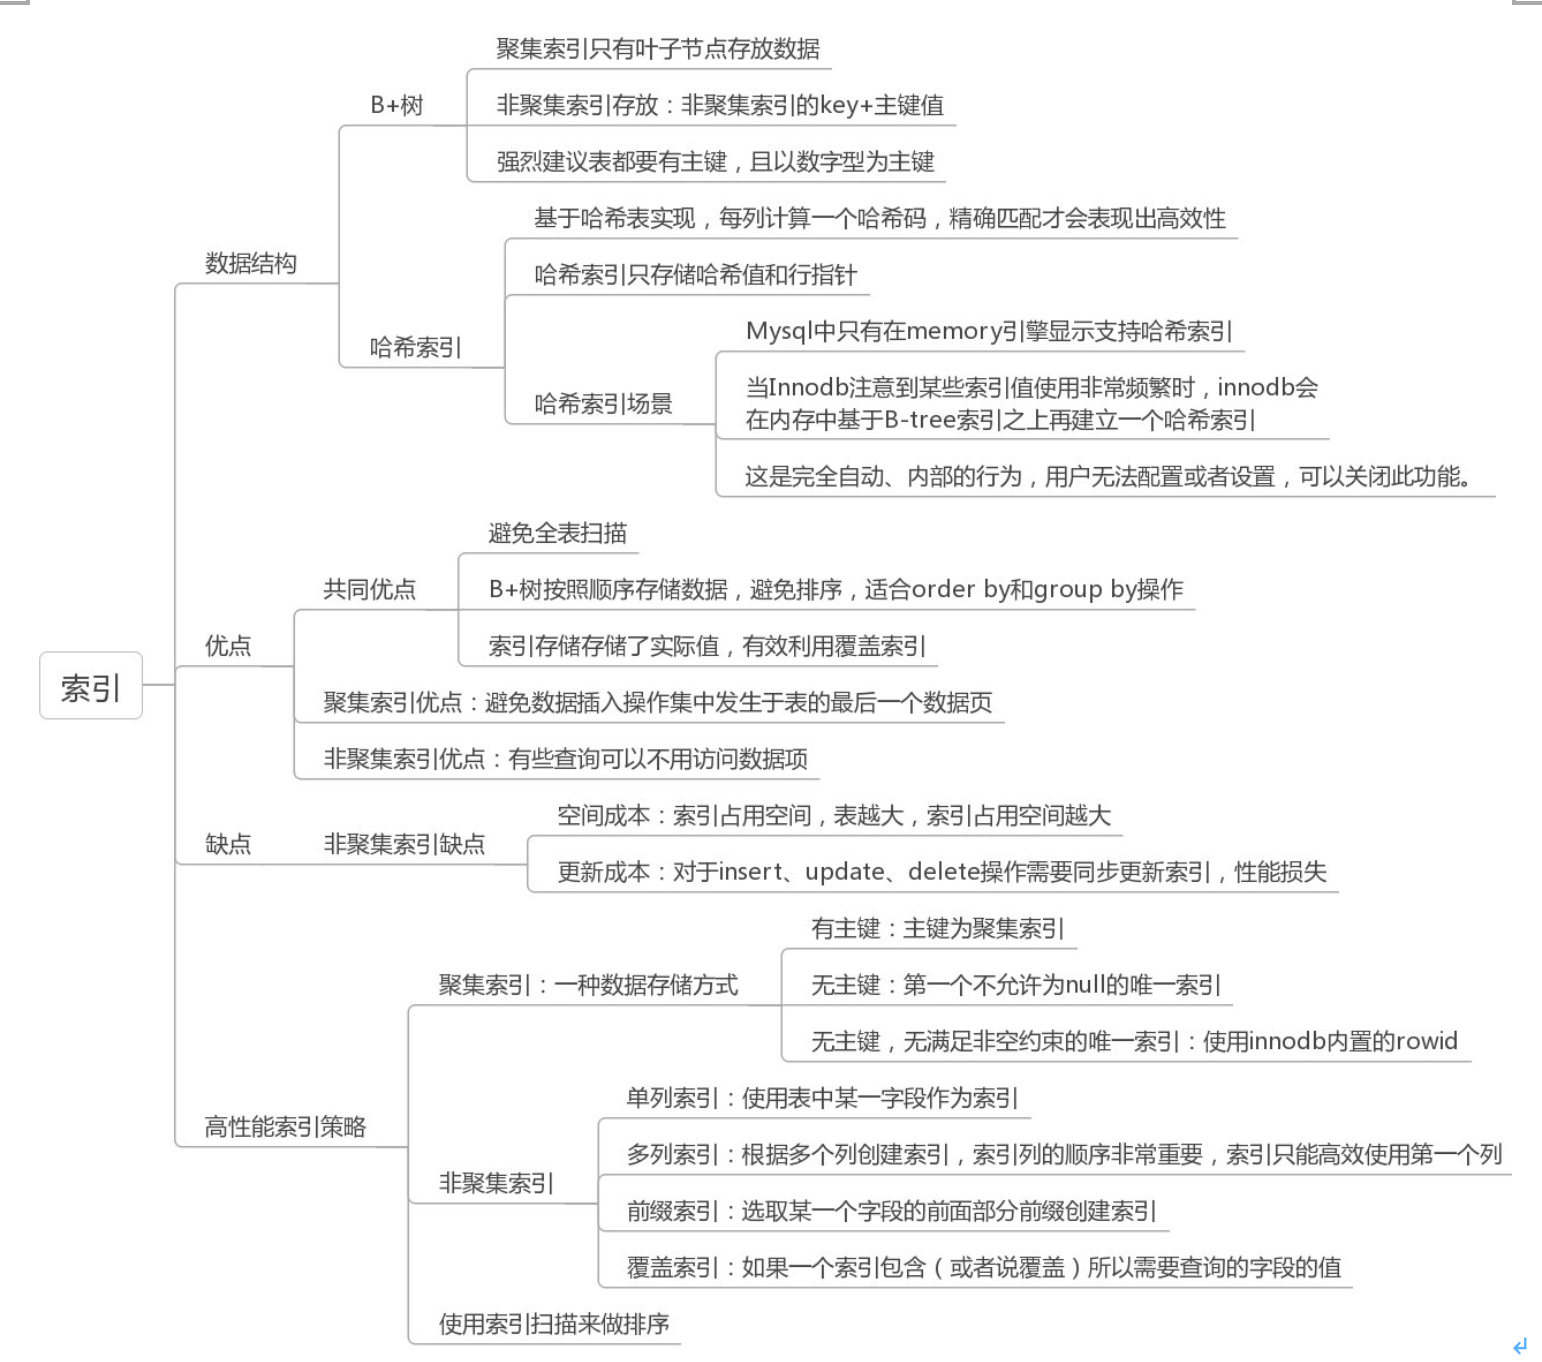 聚集索引只有叶子节点存放数据
B+树
非聚集索引存放：非聚集索引的key+主键值
强烈建议表都要有主键，且以数字型为主键
基于哈希表实现，每列计算一个哈希码，精确匹配才会表现出高效性
数据结构
哈希索引只存储哈希值和行指针
哈希索引
Mysql中只有在memory引擎显示支持哈希索引
哈希索引场景
当Innodb注意到某些索引值使用非常频繁时，innodb会
在内存中基于B-tree索引之上再建立一个哈希索引
这是完全自动、内部的行为，用户无法配置或者设置，可以关闭此功能。
避免全表扫描
共同优点
B+树按照顺序存储数据，避免排序，适合order by和group by操作
优点
索引存储存储了实际值，有效利用覆盖索引
索引
聚集索引优点：避免数据插入操作集中发生于表的最后一个数据页
非聚集索引优点：有些查询可以不用访问数据项
空间成本：索引占用空间，表越大，索引占用空间越大
缺点
非聚集索引缺点
更新成本：对于insert、update、delete操作需要同步更新索引，性能损失
有主键：主键为聚集索引
聚集索引：一种数据存储方式
无主键：第一个不允许为null的唯一索引
无主键，无满足非空约束的唯一索引：使用innodb内置的rowid
单列索引：使用表中某一字段作为索引
高性能索引策略
多列索引：根据多个列创建索引，索引列的顺序非常重要，索引只能高效使用第一个列
非聚集索引
前缀索引：选取某一个字段的前面部分前缀创建索引
覆盖索引：如果一个索引包含（或者说覆盖）所以需要查询的字段的值
使用索引扫描来做排序